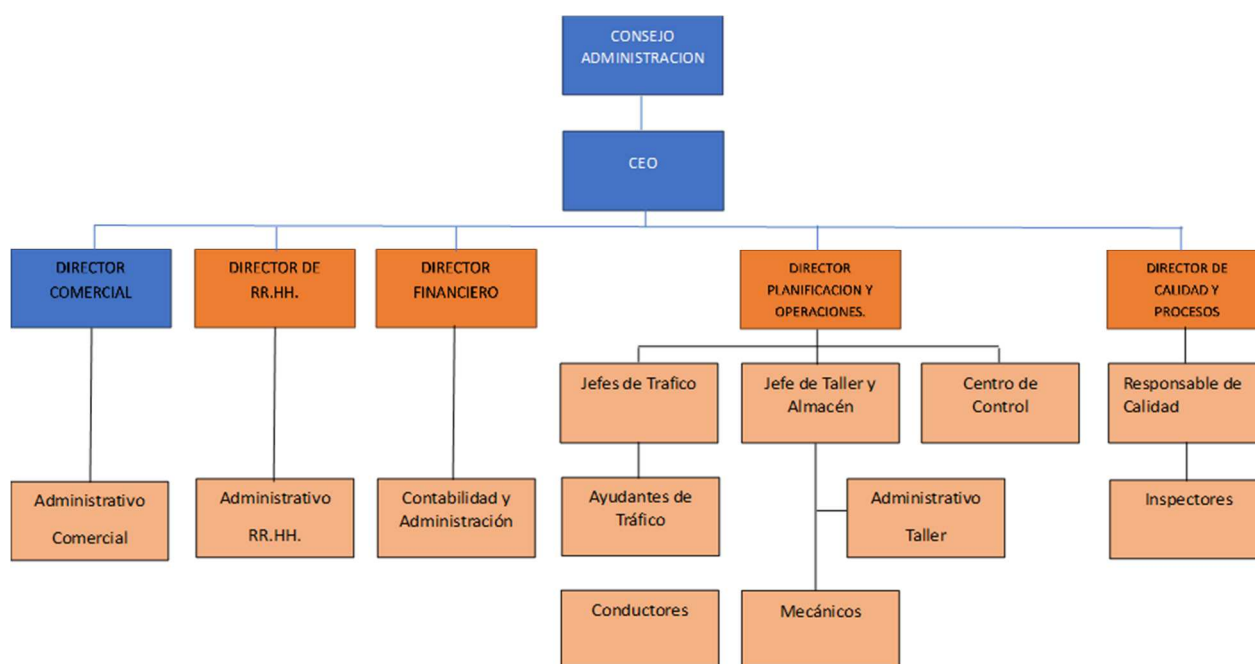 CONSEJO
ADMINISTRACION
CEO
DIRECTOR
COMERCIAL
DIRECTOR DE
RR.HH.
DIRECTOR
FINANCIERO
DIRECTOR
PLANIFICACION Y
OPERACIONES.
DIRECTOR DE
CALIDAD Y
PROCESOS
Jefes de Trafico
Jefe de Taller y
Almacén
Centro de
Control
Responsable de
Calidad
Administrativo
Comercial
Administrativo
RR.HH.
Contabilidad y
Administración
Ayudantes de
Tráfico
Administrativo
Taller
Inspectores
Conductores
Mecánicos